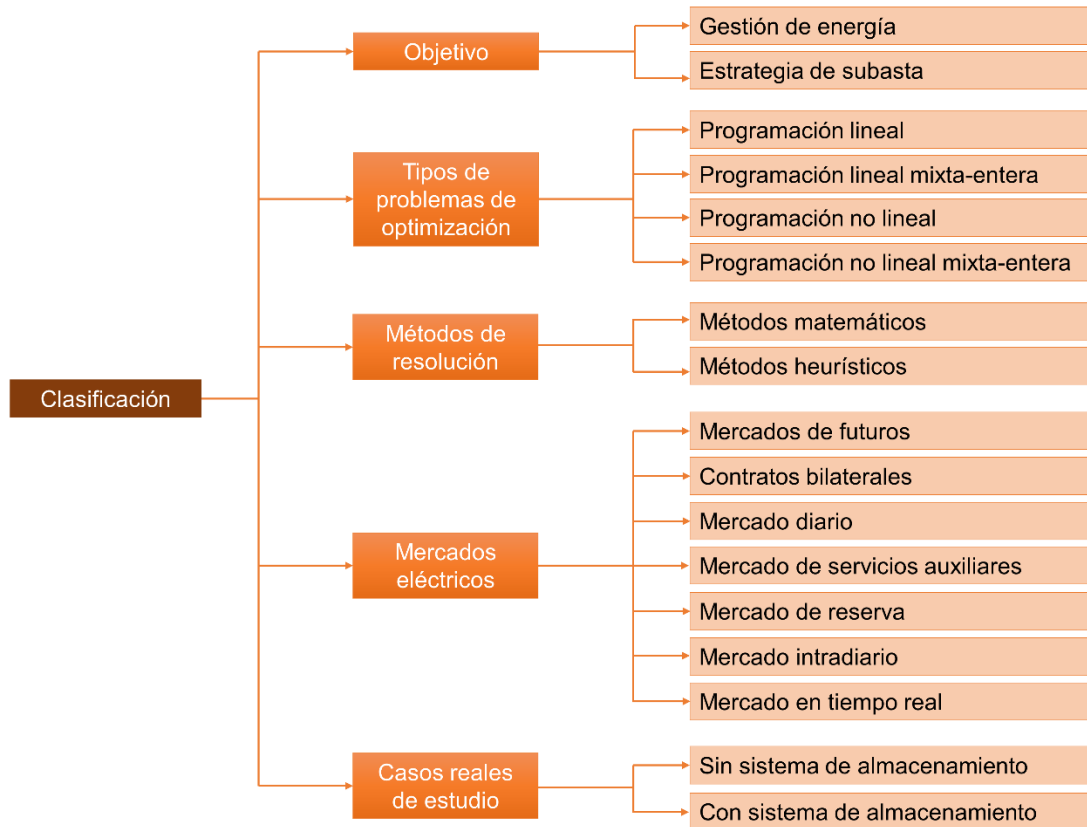 Clasificación
Objetivo
Gestión de energía
Estrategia de subasta
Tipos de
problemas de
optimización
Programación lineal
Programación lineal mixta-entera
Programación no lineal
Programación no lineal mixta-entera
Métodos de
resolución
Métodos matemáticos
Métodos heurísticos
Mercados
eléctricos
Mercados de futuros
Contratos bilaterales
Mercado diario
Mercado de servicios auxiliares
Mercado de reserva
Mercado intradiario
Mercado en tiempo real
Casos reales
de estudio
Sin sistema de almacenamiento
Con sistema de almacenamiento